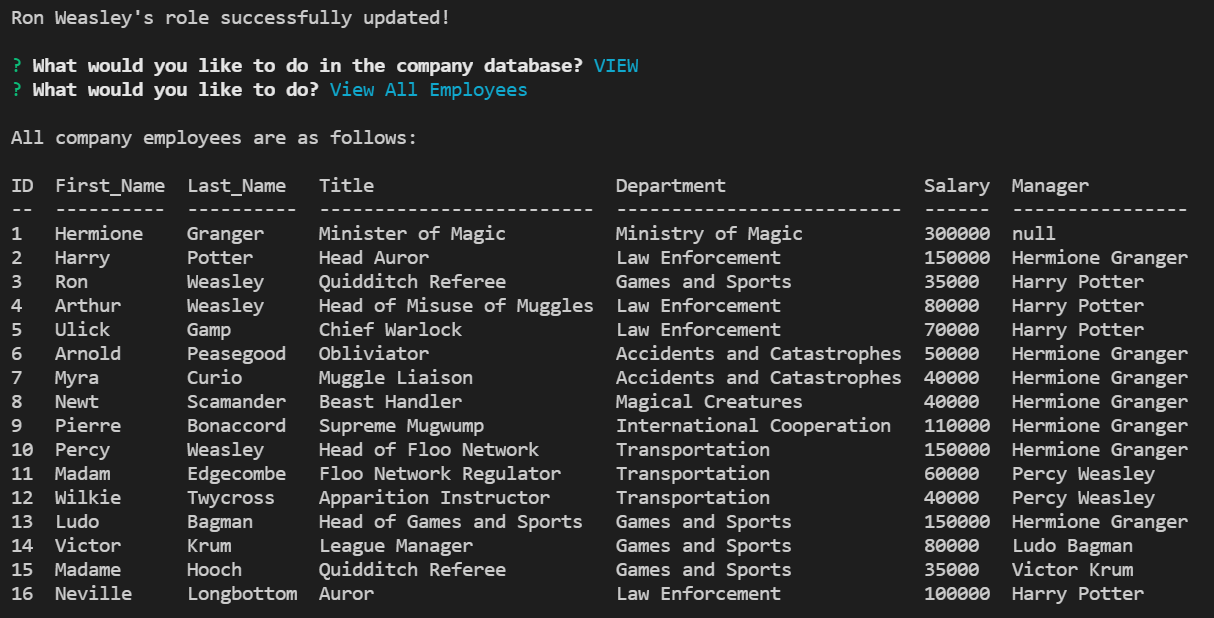 Ron Weasley's role successfully updated!
? What would you like to do in the company database? VIEW
? What would you like to do? View All Employees
All company employees are as follows:
ID  First_Name  Last_Name   Title                      Department                  Salary  Manager
--  ----------  ----------  -------------------------  --------------------------  ------  ----------------
1   Hermione    Granger     Minister of Magic          Ministry of Magic           300000  null
2   Harry       Potter      Head Auror                 Law Enforcement             150000  Hermione Granger
3   Ron         Weasley     Quidditch Referee          Games and Sports            35000   Harry Potter
4   Arthur      Weasley     Head of Misuse of Muggles  Law Enforcement             80000   Harry Potter
5   Ulick       Gamp        Chief Warlock              Law Enforcement             70000   Harry Potter
6   Arnold      Peasegood   Obliviator                 Accidents and Catastrophes  50000   Hermione Granger
7   Myra        Curio       Muggle Liaison             Accidents and Catastrophes  40000   Hermione Granger
8   Newt        Scamander   Beast Handler              Magical Creatures           40000   Hermione Granger
9   Pierre      Bonaccord   Supreme Mugwump            International Cooperation   110000  Hermione Granger
10  Percy       Weasley     Head of Floo Network       Transportation              150000  Hermione Granger
11  Madam       Edgecombe   Floo Network Regulator     Transportation              60000   Percy Weasley
12  Wilkie      Twycross    Apparition Instructor      Transportation              40000   Percy Weasley
13  Ludo        Bagman      Head of Games and Sports   Games and Sports            150000  Hermione Granger
14  Victor      Krum        League Manager             Games and Sports            80000   Ludo Bagman
15  Madame      Hooch       Quidditch Referee          Games and Sports            35000   Victor Krum
16  Neville     Longbottom  Auror                      Law Enforcement             100000  Harry Potter